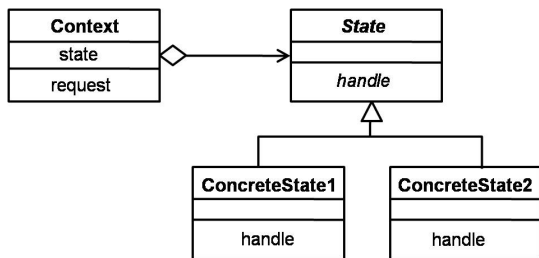 Context
state
request
State
handle
ConcreteState1
handle
ConcreteState2
handle